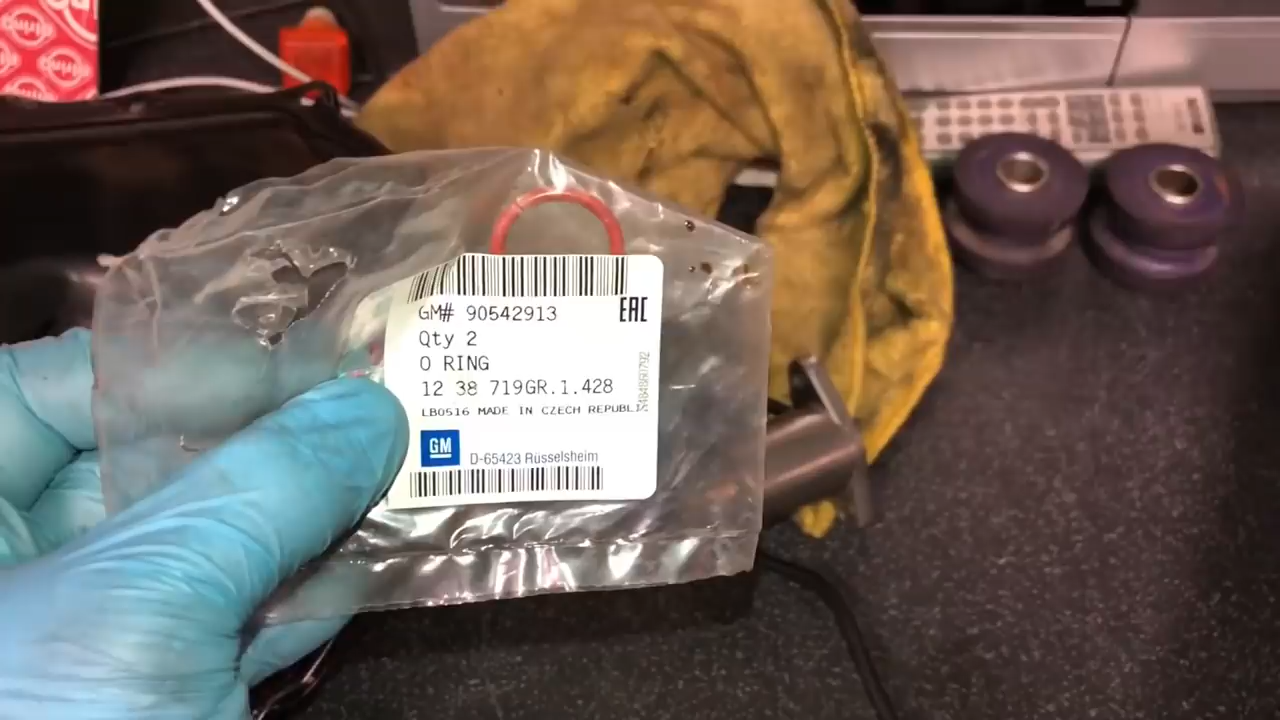 GM# 90542913
EAC
Qty 2
O RING
12 38 719GR.1.428
LB0516 MADE IN CZECH REPUBLI
GM
D-65423 Rüsselsheim
elring